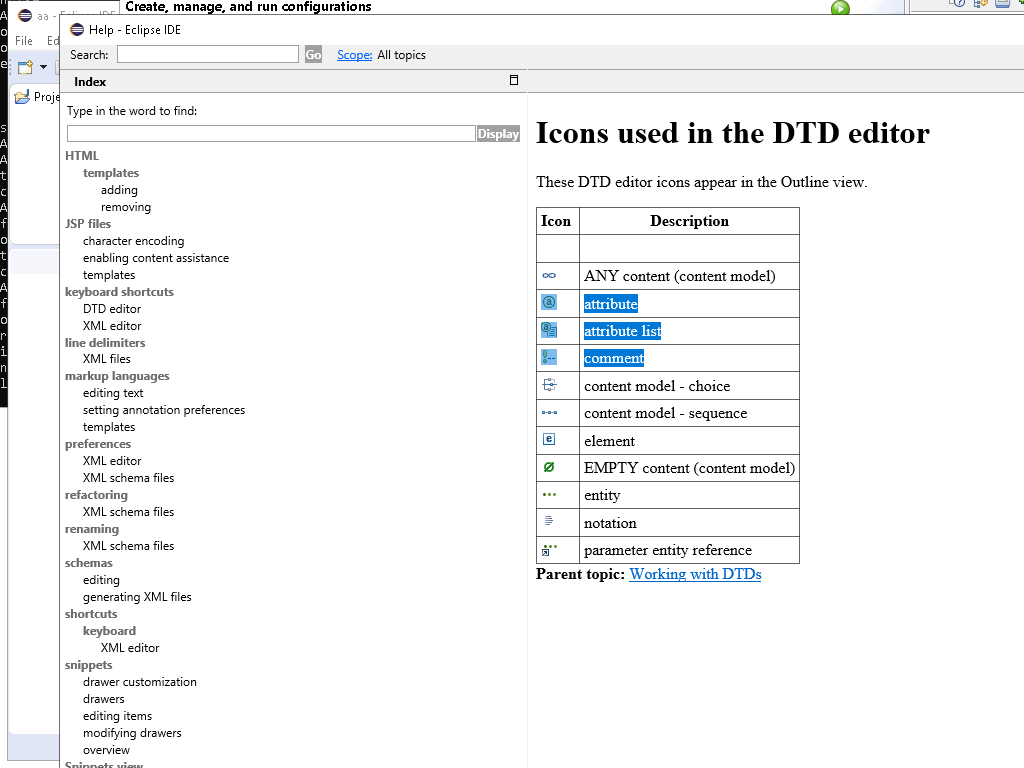 Create, manage, and run configurations
aa - Eclipse IDE
File Ed
Proje
Help - Eclipse IDE
Search: Go Scope: All topics
Index
Type in the word to find:
Display
HTML
templates
adding
removing
JSP files
character encoding
enabling content assistance
templates
keyboard shortcuts
DTD editor
XML editor
line delimiters
XML files
markup languages
editing text
setting annotation preferences
templates
preferences
XML editor
XML schema files
refactoring
XML schema files
renaming
XML schema files
schemas
editing
generating XML files
shortcuts
keyboard
XML editor
snippets
drawer customization
drawers
editing items
modifying drawers
overview
Snippets view
Icons used in the DTD editor
These DTD editor icons appear in the Outline view.
Icon Description
ANY content (content model)
attribute
attribute list
comment
content model - choice
content model - sequence
element
EMPTY content (content model)
entity
notation
parameter entity reference
Parent topic: Working with DTDs